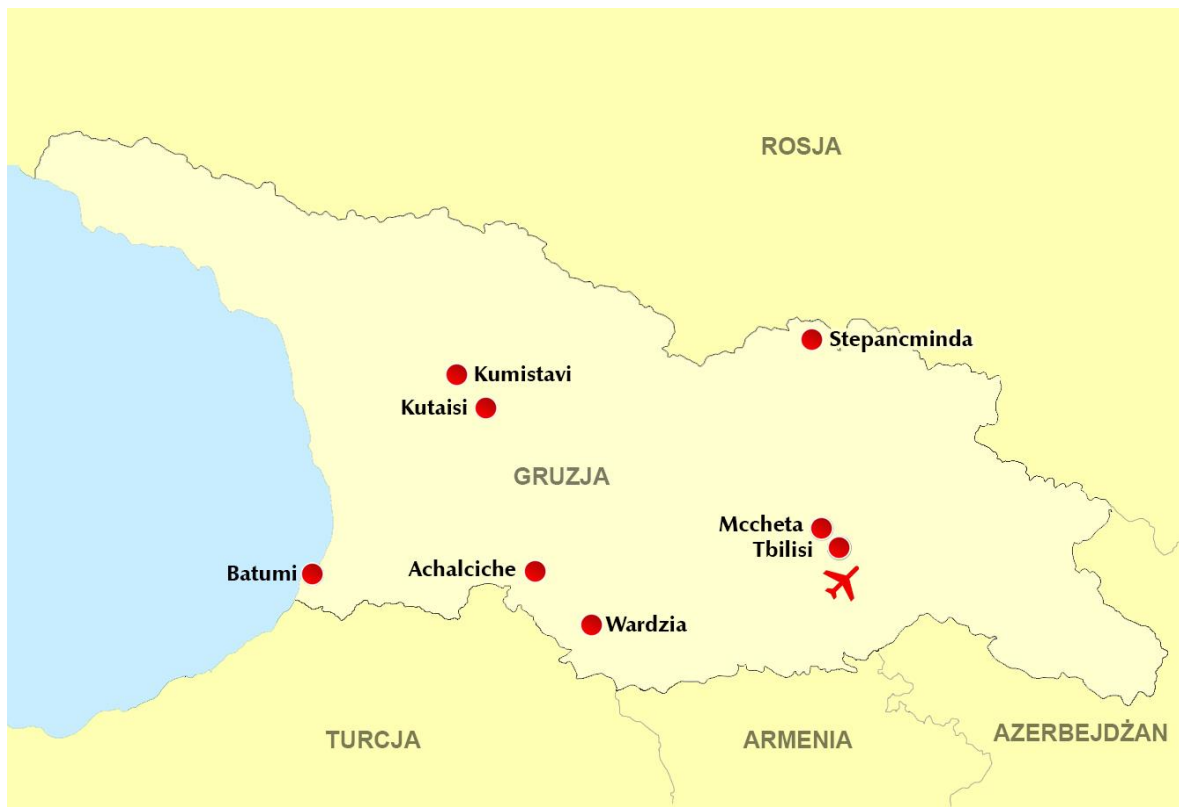 ROSJA
Stepancminda
Kumistavi
Kutaisi
GRUZJA
Mccheta
Tbilisi
Achalciche
Batumi
Wardzia
TURCJA
ARMENIA
AZERBEJDŻAN